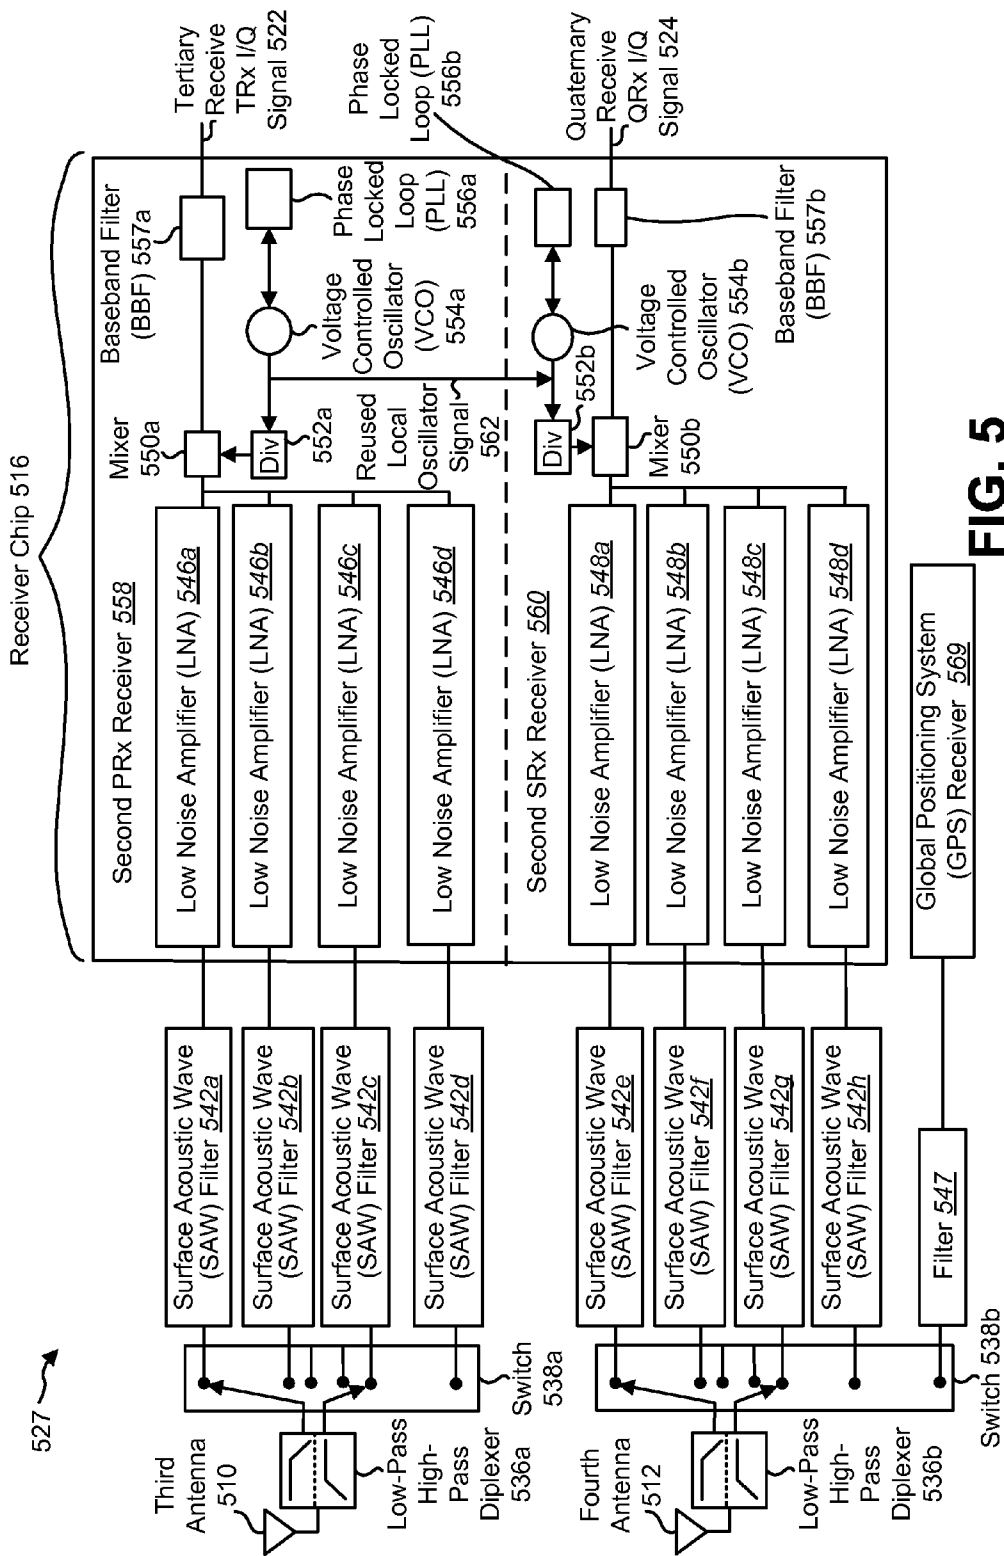 527
Receiver Chip 516
Third
Antenna
510
Low-Pass
High-
Pass
Diplexer
536a
Switch
538a
Surface Acoustic Wave
(SAW) Filter 542a
Surface Acoustic Wave
(SAW) Filter 542b
Surface Acoustic Wave
(SAW) Filter 542c
Surface Acoustic Wave
(SAW) Filter 542d
Second PRx Receiver 558
Low Noise Amplifier (LNA) 546a
Low Noise Amplifier (LNA) 546b
Low Noise Amplifier (LNA) 546c
Low Noise Amplifier (LNA) 546d
Mixer
550a
Div
552a
Reused
Local
Oscillator
Signal
562
Baseband Filter
(BBF) 557a
Voltage
Controlled
Oscillator
(VCO)
554a
Phase
Locked
Loop
(PLL)
556a
Tertiary
Receive
TRx I/Q
Signal 522
Fourth
Antenna
512
Low-Pass
High-
Pass
Diplexer
536b
Switch 538b
Surface Acoustic Wave
(SAW) Filter 542e
Surface Acoustic Wave
(SAW) Filter 542f
Surface Acoustic Wave
(SAW) Filter 542g
Surface Acoustic Wave
(SAW) Filter 542h
Filter 547
Second SRx Receiver 560
Low Noise Amplifier (LNA) 548a
Low Noise Amplifier (LNA) 548b
Low Noise Amplifier (LNA) 548c
Low Noise Amplifier (LNA) 548d
Global Positioning System
(GPS) Receiver 569
Div
552b
Mixer
550b
Voltage
Controlled
Oscillator
(VCO) 554b
Baseband Filter
(BBF) 557b
Phase
Locked
Loop (PLL)
556b
Quaternary
Receive
QRx I/Q
Signal 524
FIG. 5